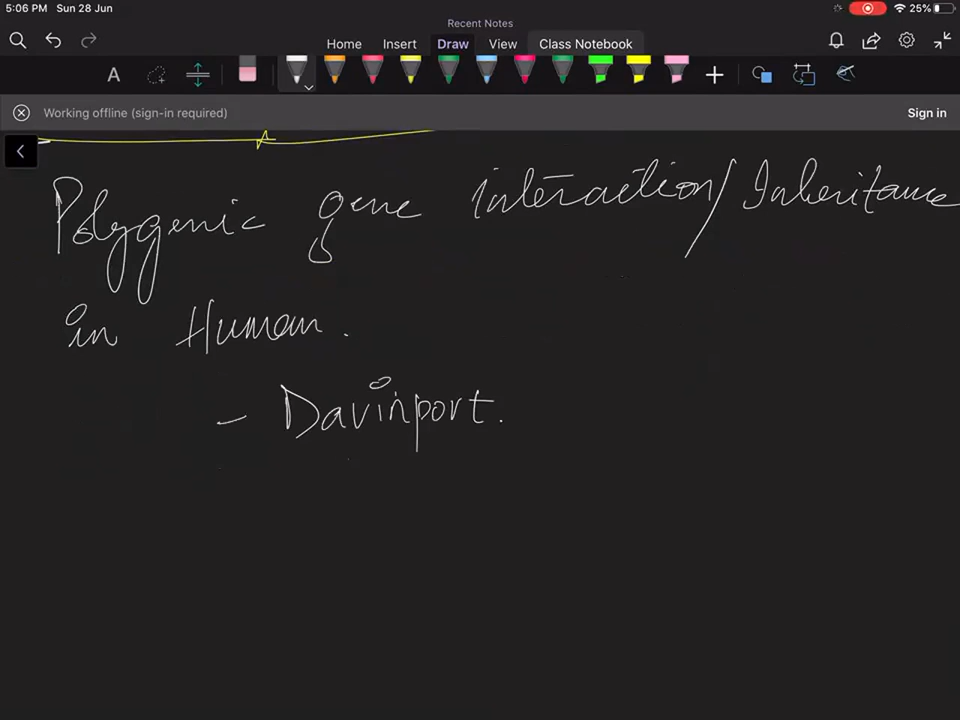 5:06 PM Sun 28 Jun 25%
Recent Notes
Home Insert Draw View Class Notebook
A
Working offline (sign-in required) Sign in
Polygenic gene interaction/Inheritance
in Human.
- Davinport.